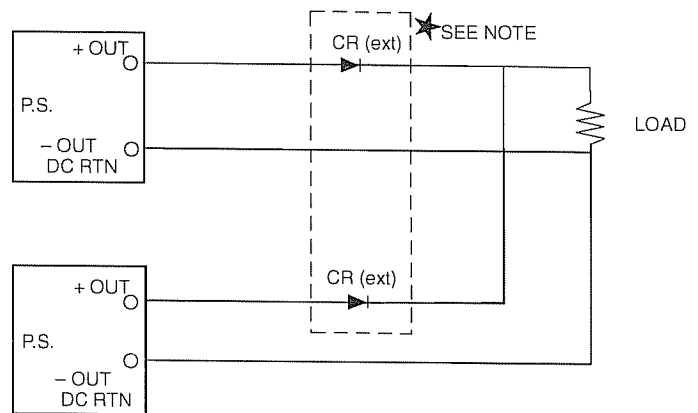 SEE NOTE
CR (ext)
+ OUT
P.S.
LOAD
– OUT
DC RTN
CR (ext)
+ OUT
P.S.
– OUT
DC RTN